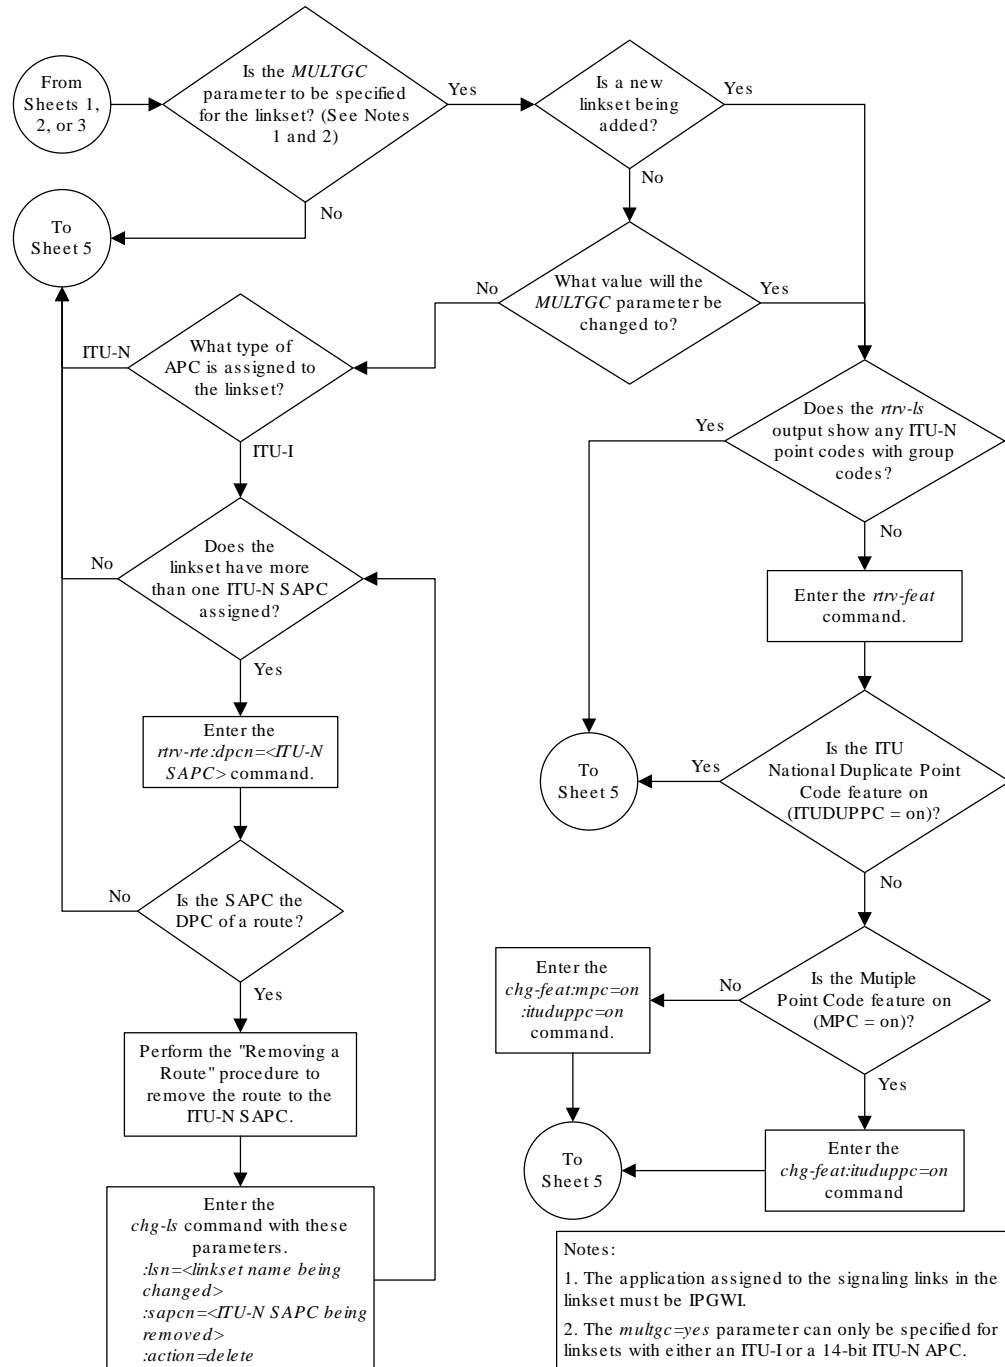 From
Sheets 1,
2, or 3
Is the MULTGC
parameter to be specified
for the linkset? (See Notes
1 and 2)
Yes
Is a new
linkset being
added?
Yes
No
No
To
Sheet 5
What value will the
MULTGC parameter be
changed to?
No
Yes
What type of
APC is assigned to
the linkset?
ITU-N
ITU-I
Does the rtrv-ls
output show any ITU-N
point codes with group
codes?
Yes
No
Does the
linkset have more
than one ITU-N SAPC
assigned?
No
Yes
Enter the rtrv-feat
command.
Enter the
rtrv-rte:dpcn=<ITU-N
SAPC> command.
To
Sheet 5
Yes
Is the ITU
National Duplicate Point
Code feature on
(ITUDUPPC = on)?
No
Is the SAPC the
DPC of a route?
No
Yes
Enter the
chg-feat:mpc=on
:ituduppc=on
command.
No
Is the Mutiple
Point Code feature on
(MPC = on)?
Yes
Perform the "Removing a
Route" procedure to
remove the route to the
ITU-N SAPC.
To
Sheet 5
Enter the
chg-feat:ituduppc=on
command
Enter the
chg-ls command with these
parameters.
:lsn=<linkset name being
changed>
:sapcn=<ITU-N SAPC being
removed>
:action=delete
Notes:
1. The application assigned to the signaling links in the
linkset must be IPGWI.
2. The multgc=yes parameter can only be specified for
linksets with either an ITU-I or a 14-bit ITU-N APC.